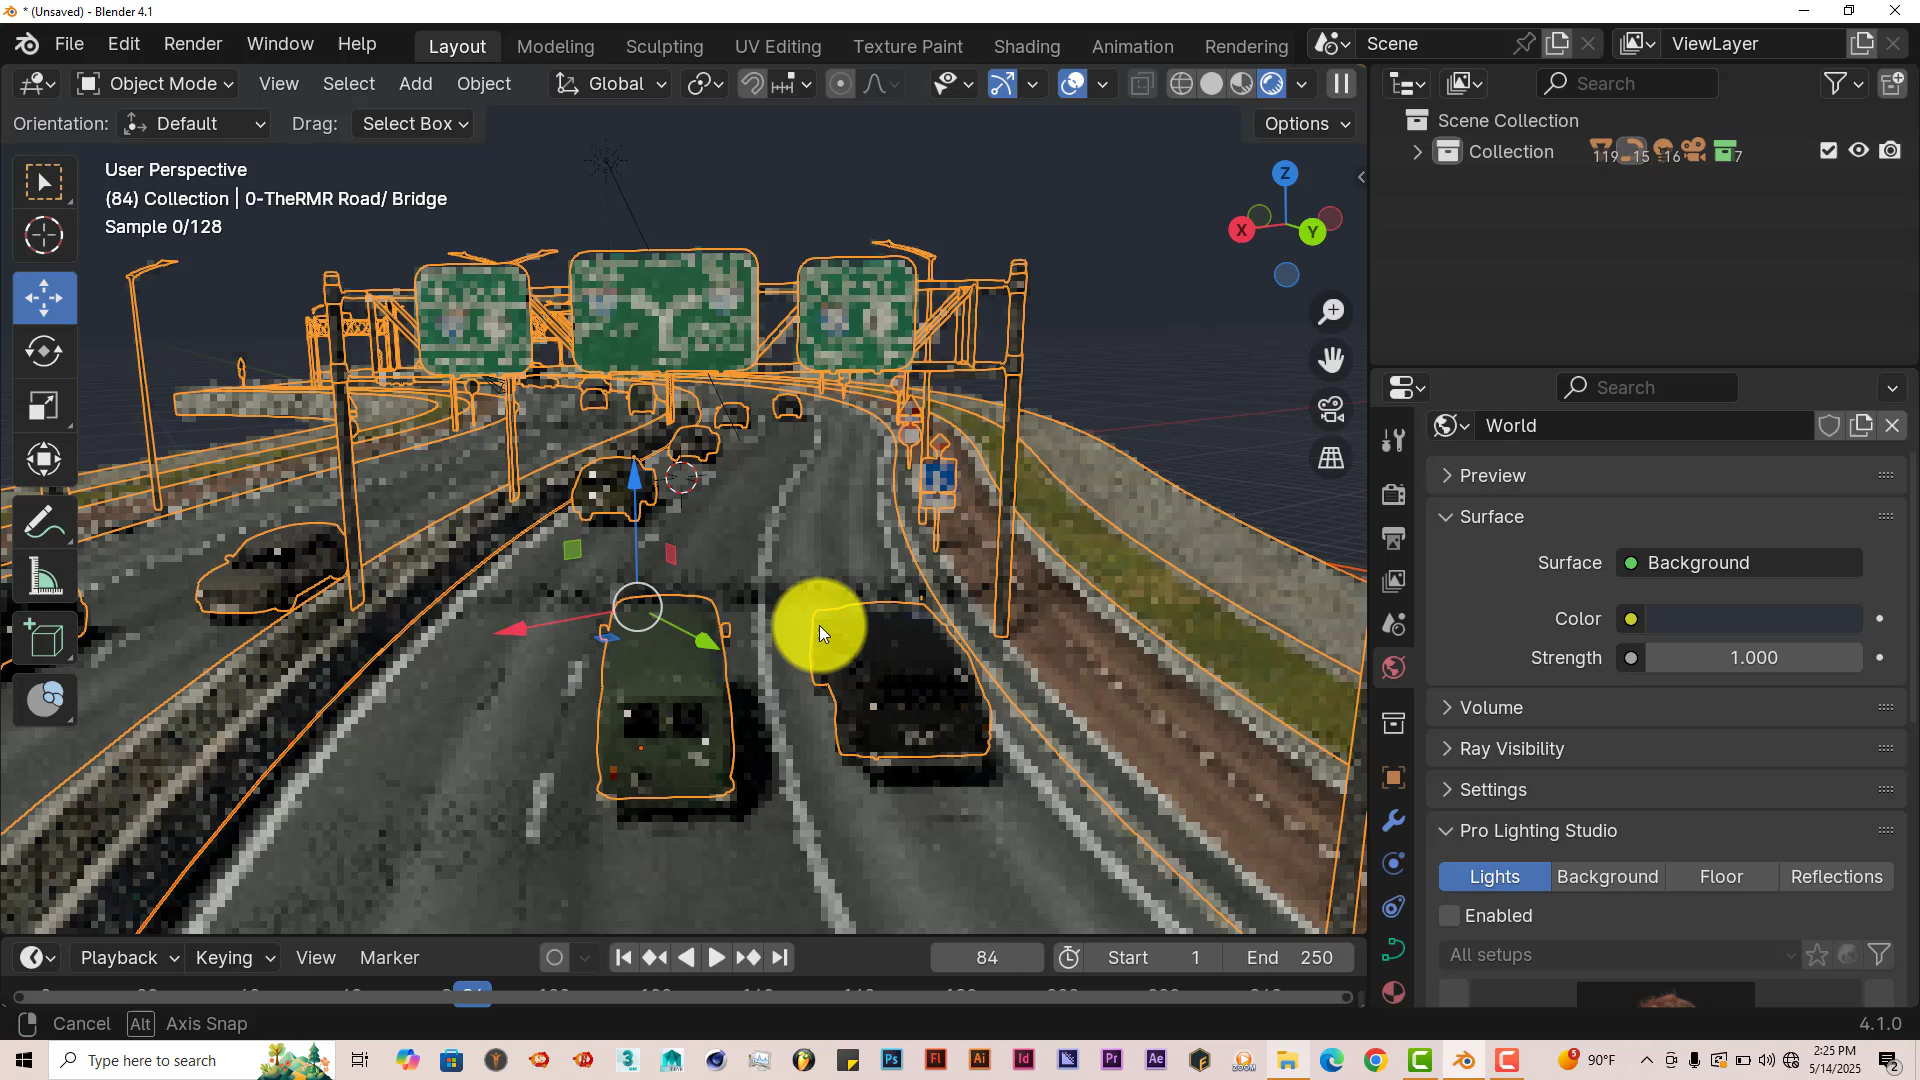 * (Unsaved) - Blender 4.1
File Edit Render Window Help Layout Modeling Sculpting UV Editing Texture Paint Shading Animation Rendering Scene ViewLayer
Object Mode View Select Add Object Global Search
Orientation: Default Drag: Select Box Options
Scene Collection
Collection 119 15 16 7
User Perspective
(84) Collection | 0-TheRMR Road/ Bridge
Sample 0/128
Z
X
Y
Search
World
Preview
Surface
Surface Background
Color
Strength 1.000
Volume
Ray Visibility
Settings
Pro Lighting Studio
Lights Background Floor Reflections
Enabled
All setups
Playback Keying View Marker 84 Start 1 End 250
Cancel Alt Axis Snap 4.1.0
Type here to search 90°F 2:25 PM
5/14/2025